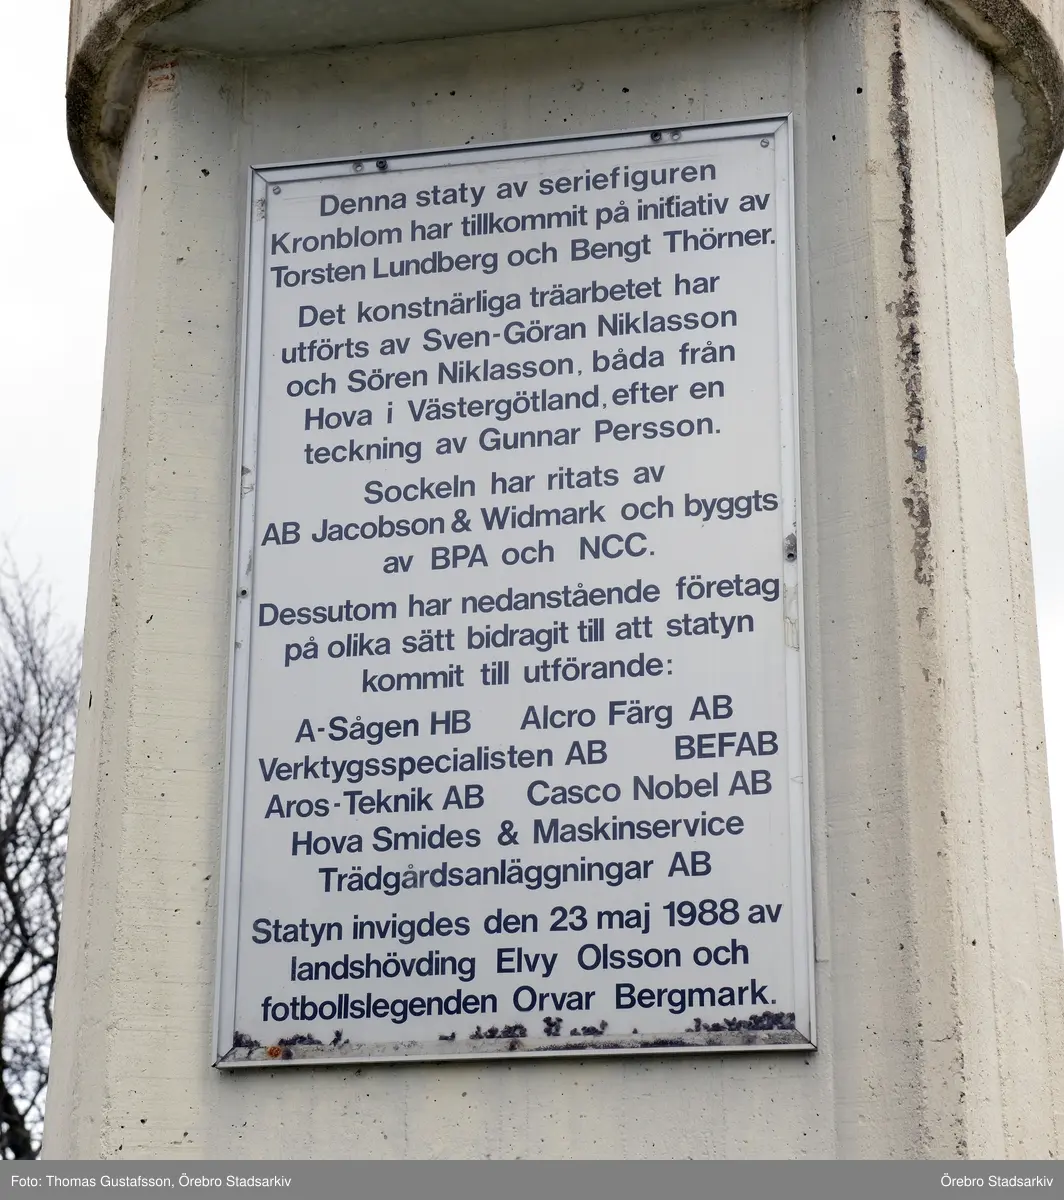 Denna staty av seriefiguren
Kronblom har tillkommit på initiativ av
Torsten Lundberg och Bengt Thörner.
Det konstnärliga träarbetet har
utförts av Sven-Göran Niklasson
och Sören Niklasson, båda från
Hova i Västergötland, efter en
teckning av Gunnar Persson.
Sockeln har ritats av
AB Jacobson & Widmark och byggts
av BPA och NCC.
Dessutom har nedanstående företag
på olika sätt bidragit till att statyn
kommit till utförande:
A-Sågen HB Alcro Färg AB
Verktygsspecialisten AB BEFAB
Aros-Teknik AB Casco Nobel AB
Hova Smides & Maskinservice
Trädgårdsanläggningar AB
Statyn invigdes den 23 maj 1988 av
landshövding Elvy Olsson och
fotbollslegenden Orvar Bergmark.
Foto: Thomas Gustafsson, Örebro Stadsarkiv Örebro Stadsarkiv